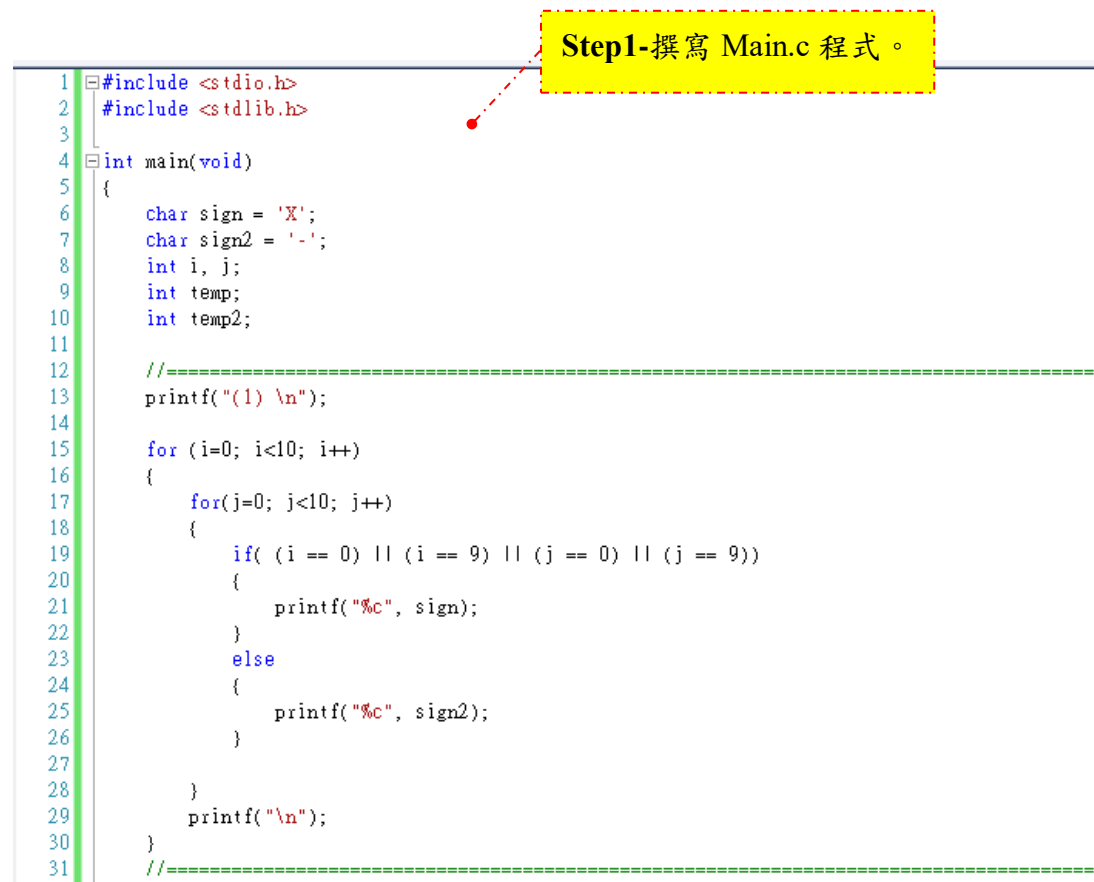 Step1-撰寫 Main.c 程式。
1 #include <stdio.h>
2 #include <stdlib.h>
3
4 int main(void)
5 {
6     char sign = 'X';
7     char sign2 = '-';
8     int i, j;
9     int temp;
10     int temp2;
11
12     //=====================================================================================
13     printf("(1) \n");
14
15     for (i=0; i<10; i++)
16     {
17         for(j=0; j<10; j++)
18         {
19             if( (i == 0) || (i == 9) || (j == 0) || (j == 9))
20             {
21                 printf("%c", sign);
22             }
23             else
24             {
25                 printf("%c", sign2);
26             }
27
28         }
29         printf("\n");
30     }
31     //=====================================================================================